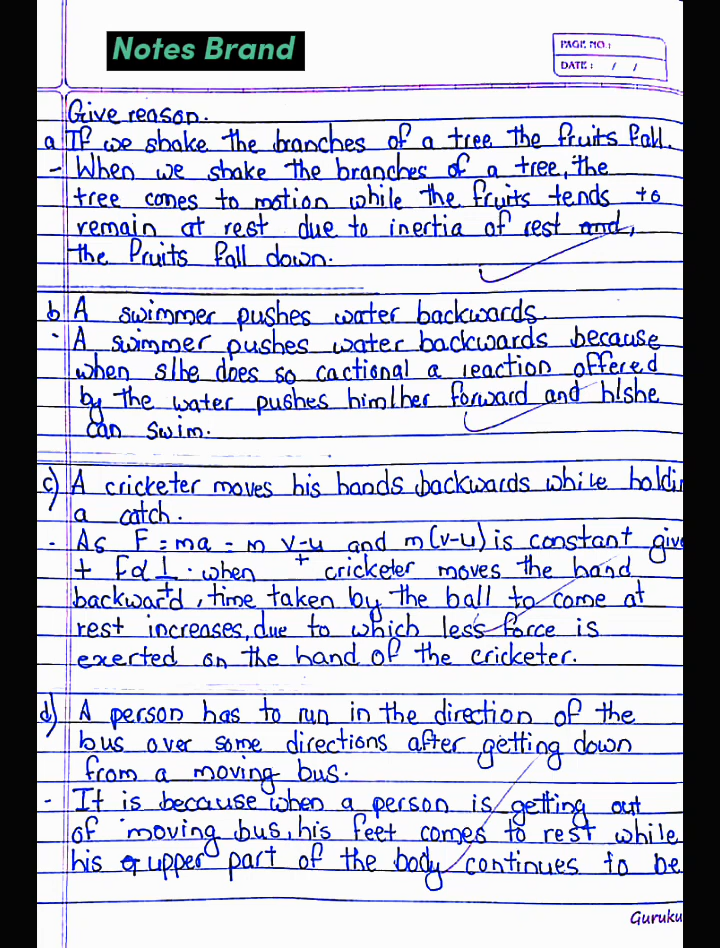 Notes Brand
PAGE NO.:
DATE: / /
Give reason.
a If we shake the branches of a tree the fruits fall.
- When we shake the branches of a tree, the
tree comes to motion while the fruits tends to
remain at rest due to inertia of rest and,
the fruits fall down.
b A swimmer pushes water backwards.
- A swimmer pushes water backwards because
when s/he does so cactional a reaction offered
by the water pushes him/her forward and h/she
can swim.
c) A cricketer moves his hands backwards while holdi
a catch.
- As F = ma = m v-u and m(v-u) is constant give
t F∝ 1 . when t cricketer moves the hand
t
backward, time taken by the ball to come at
rest increases, due to which less force is
exerted on the hand of the cricketer.
d) A person has to run in the direction of the
bus over some directions after getting down
from a moving bus.
- It is because when a person is getting out
of moving bus, his feet comes to rest while
his upper part of the body continues to be
Guruku